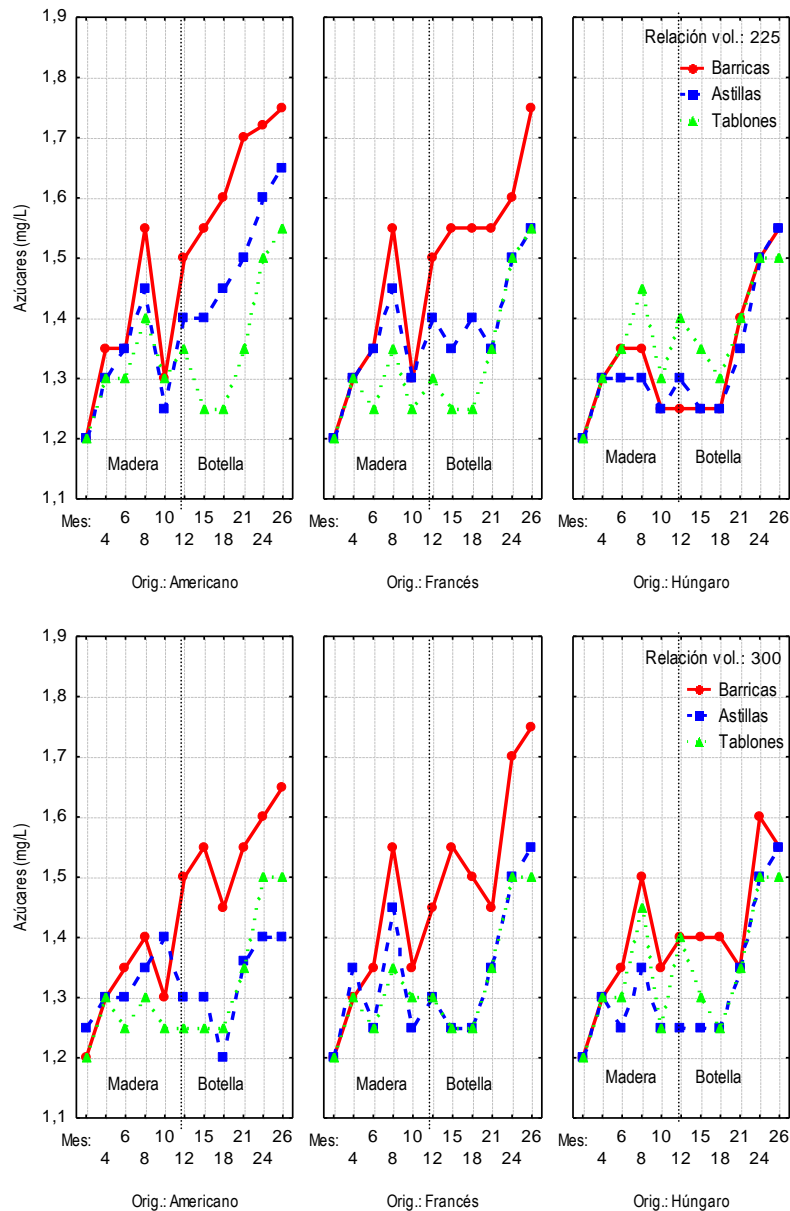 1,9
1,8
1,7
1,6
1,5
1,4
1,3
1,2
1,1
Azúcares (mg/L)
Relación vol.: 225
Barricas
Astillas
Tablones
Madera Botella
Madera Botella
Madera Botella
Mes: 4 6 8 10 12 15 18 21 24 26
Mes: 4 6 8 10 12 15 18 21 24 26
Mes: 4 6 8 10 12 15 18 21 24 26
Orig.: Americano
Orig.: Francés
Orig.: Húngaro
1,9
1,8
1,7
1,6
1,5
1,4
1,3
1,2
1,1
Azúcares (mg/L)
Relación vol.: 300
Barricas
Astillas
Tablones
Madera Botella
Madera Botella
Madera Botella
Mes: 4 6 8 10 12 15 18 21 24 26
Mes: 4 6 8 10 12 15 18 21 24 26
Mes: 4 6 8 10 12 15 18 21 24 26
Orig.: Americano
Orig.: Francés
Orig.: Húngaro